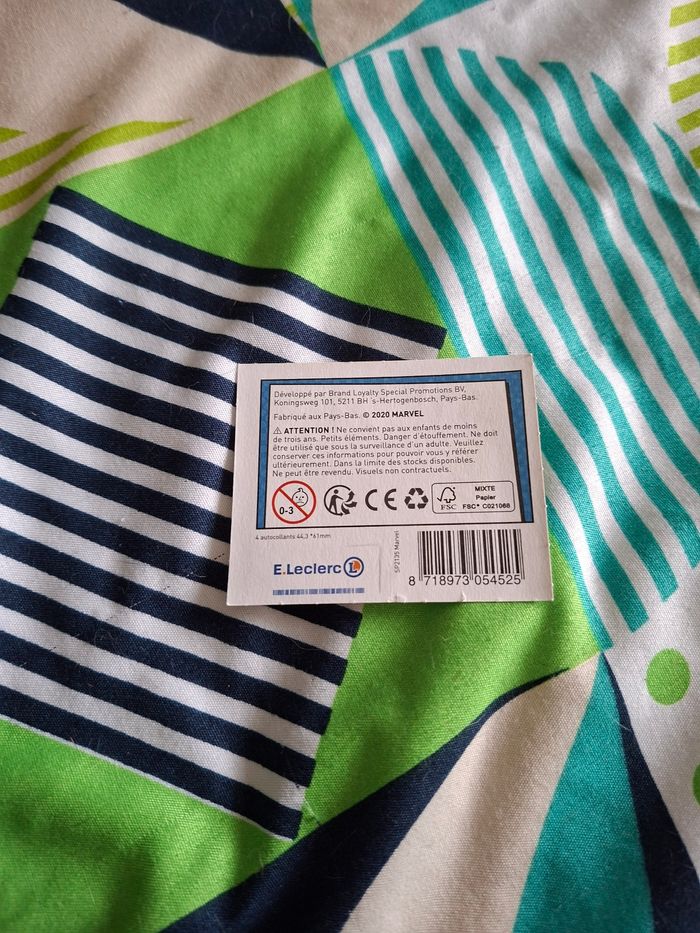 Développé par Brand Loyalty Special Promotions BV,
Koningsweg 101, 5211 BH 's-Hertogenbosch, Pays-Bas.
Fabriqué aux Pays-Bas. © 2020 MARVEL
⚠ ATTENTION ! Ne convient pas aux enfants de moins
de trois ans. Petits éléments. Danger d'étouffement. Ne doit
être utilisé que sous la surveillance d'un adulte. Veuillez
conserver ces informations pour pouvoir vous y référer
ultérieurement. Dans la limite des stocks disponibles.
Ne peut être revendu. Visuels non contractuels.
0-3
CE
FSC
MIXTE
Papier
FSC® C021068
4 autocollants 44,3 *61mm
E.Leclerc L
SP2135 Marvel
8 718973 054525